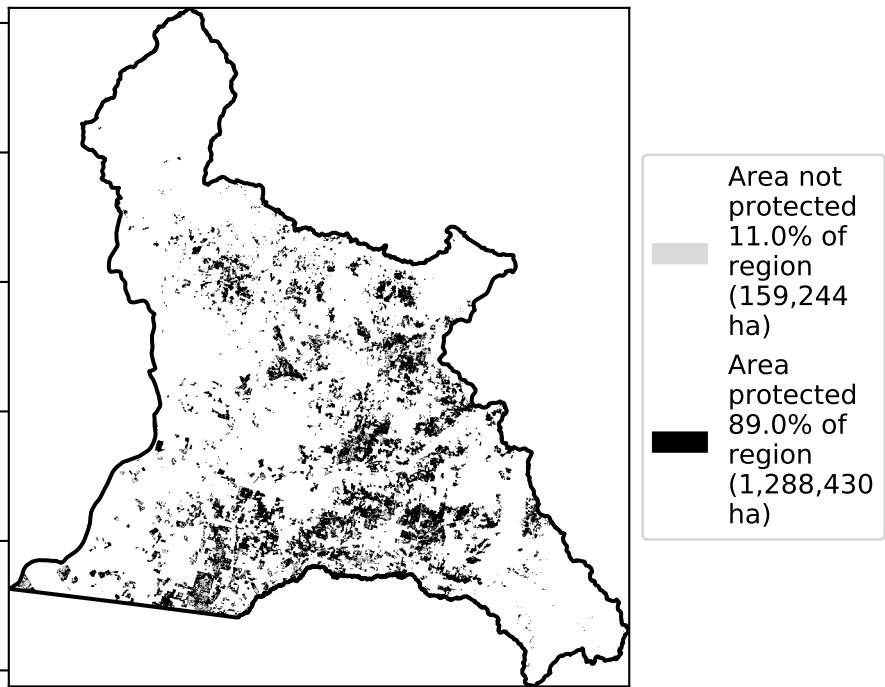 Area not
protected
11.0% of
region
(159,244
ha)
Area
protected
89.0% of
region
(1,288,430
ha)